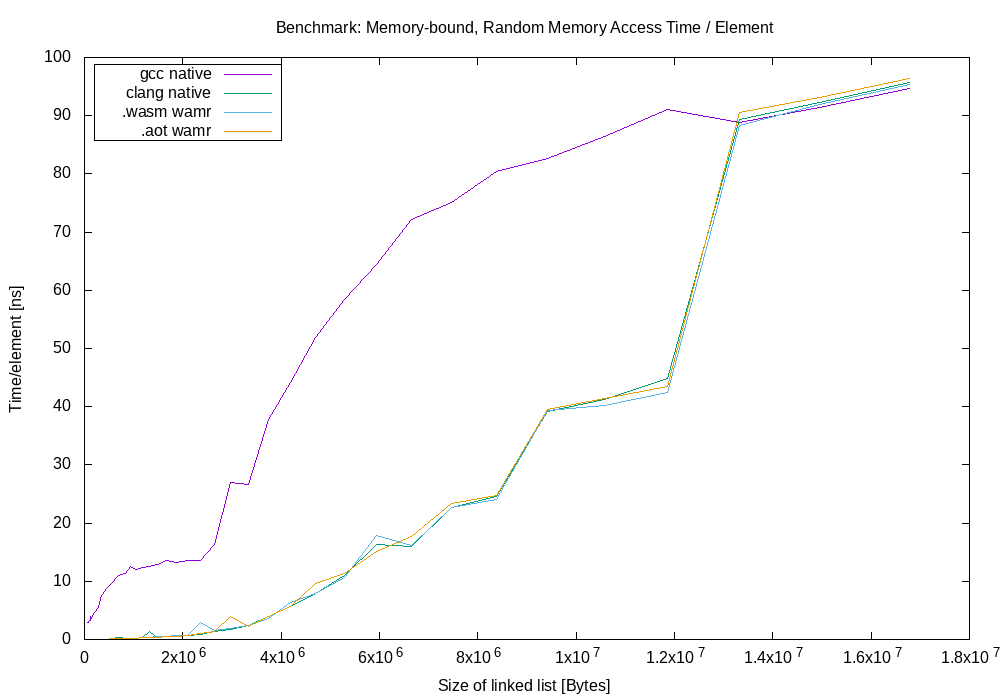 Benchmark: Memory-bound, Random Memory Access Time / Element
gcc native
clang native
.wasm wamr
.aot wamr
100
90
80
70
60
50
40
30
20
10
0
Time/element [ns]
0 2x10^6 4x10^6 6x10^6 8x10^6 1x10^7 1.2x10^7 1.4x10^7 1.6x10^7 1.8x10^7
Size of linked list [Bytes]